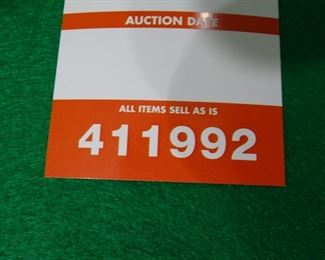 AUCTION DATE
ALL ITEMS SELL AS IS
411992